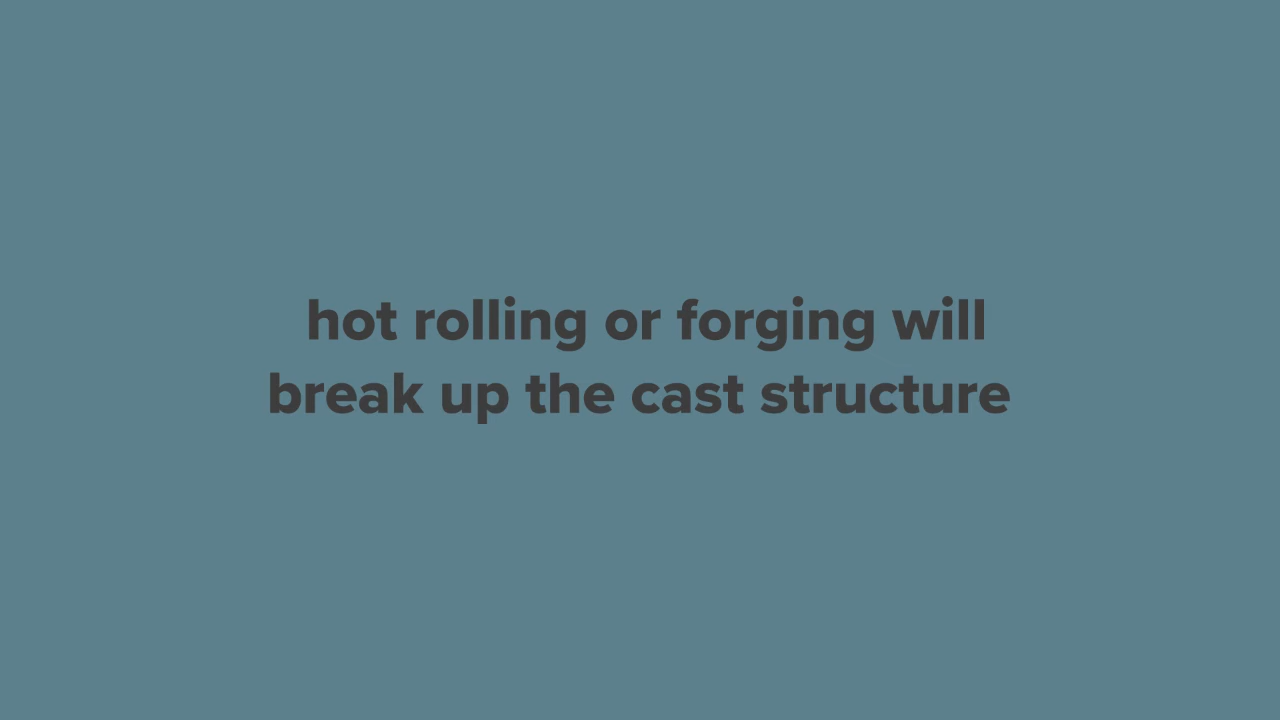 hot rolling or forging will
break up the cast structure